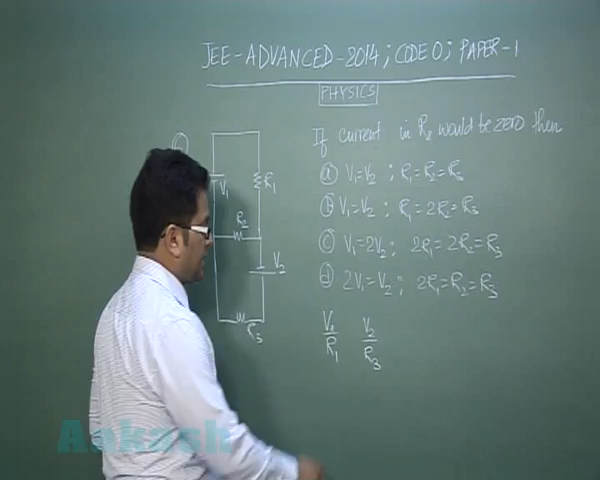 JEE-ADVANCED-2014; CODE 0; PAPER-1
PHYSICS
If current in R₂ would be zero then
ⓐ V₁=V₂ ; R₁=R₂=R₃
ⓑ V₁=V₂ ; R₁=2R₂=R₃
ⓒ V₁=2V₂; 2R₁=2R₂=R₃
ⓓ 2V₁=V₂ ; 2R₁=R₂=R₃
V₁/R₁ V₂/R₃
V₁
R₁
R₂
V₂
R₃
Aakash